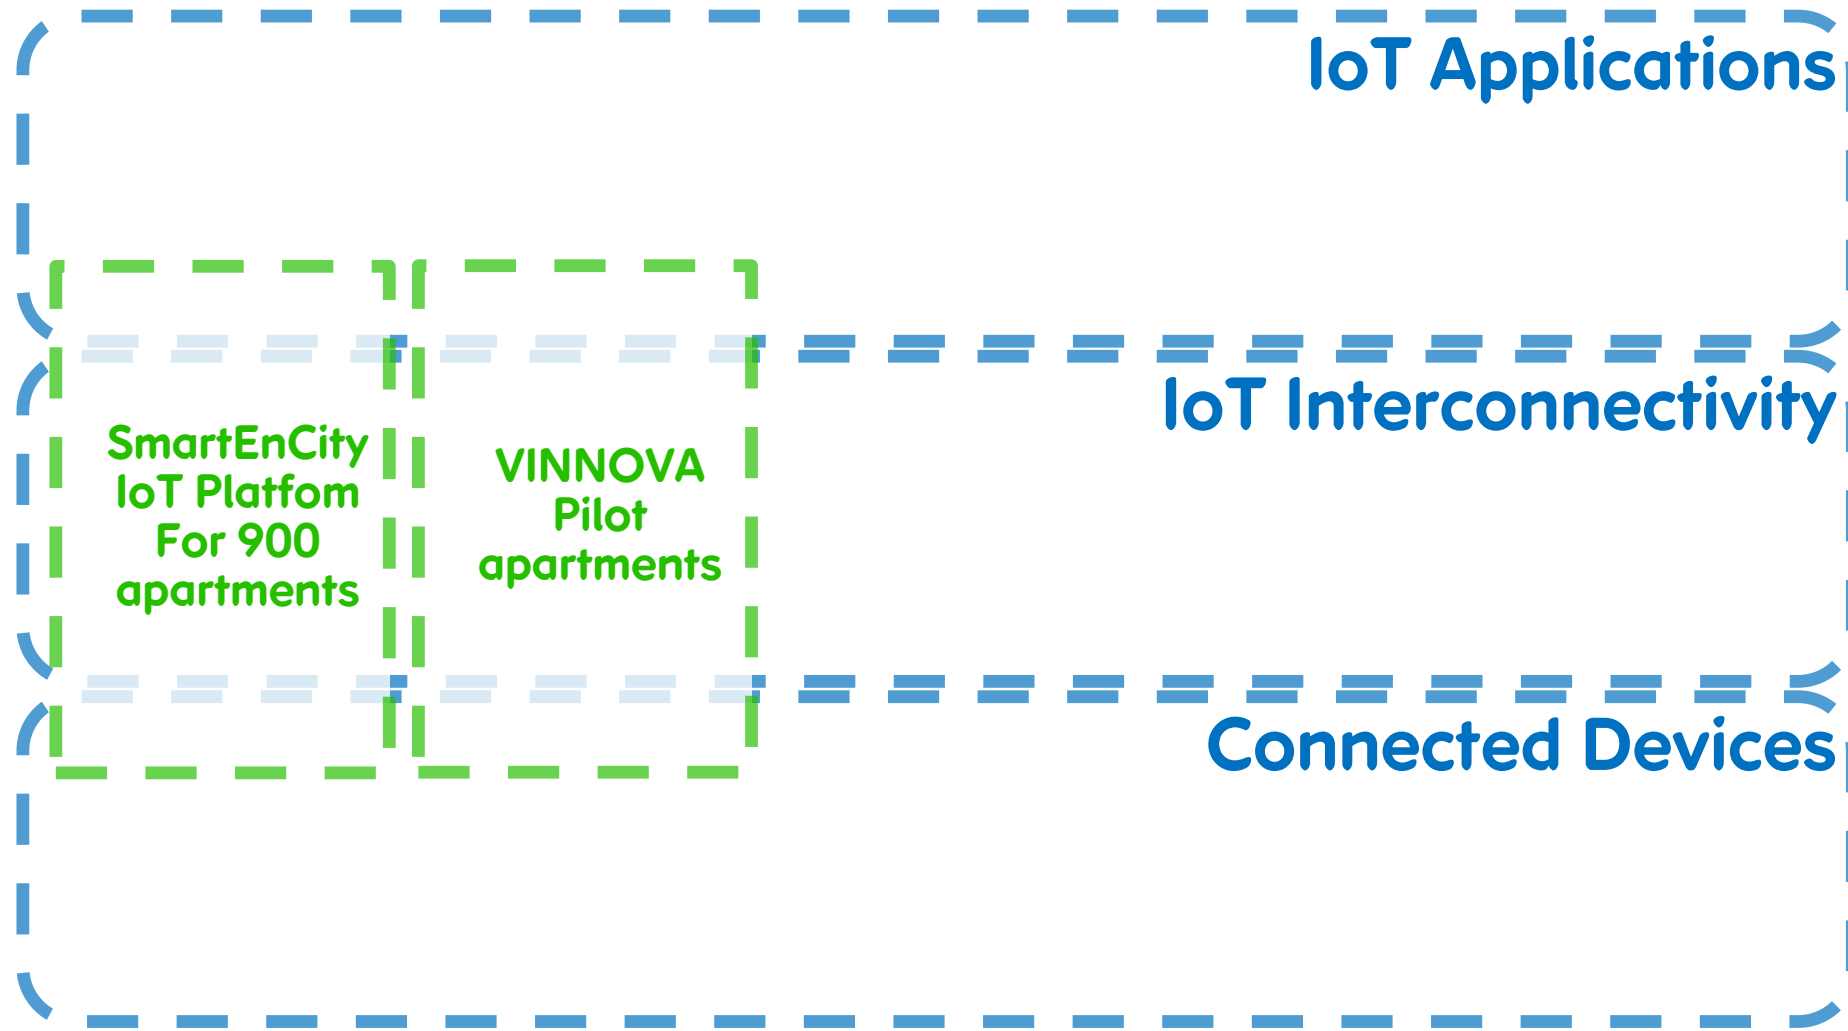 IoT Applications
IoT Interconnectivity
SmartEnCity
IoT Platfom
For 900
apartments
VINNOVA
Pilot
apartments
Connected Devices